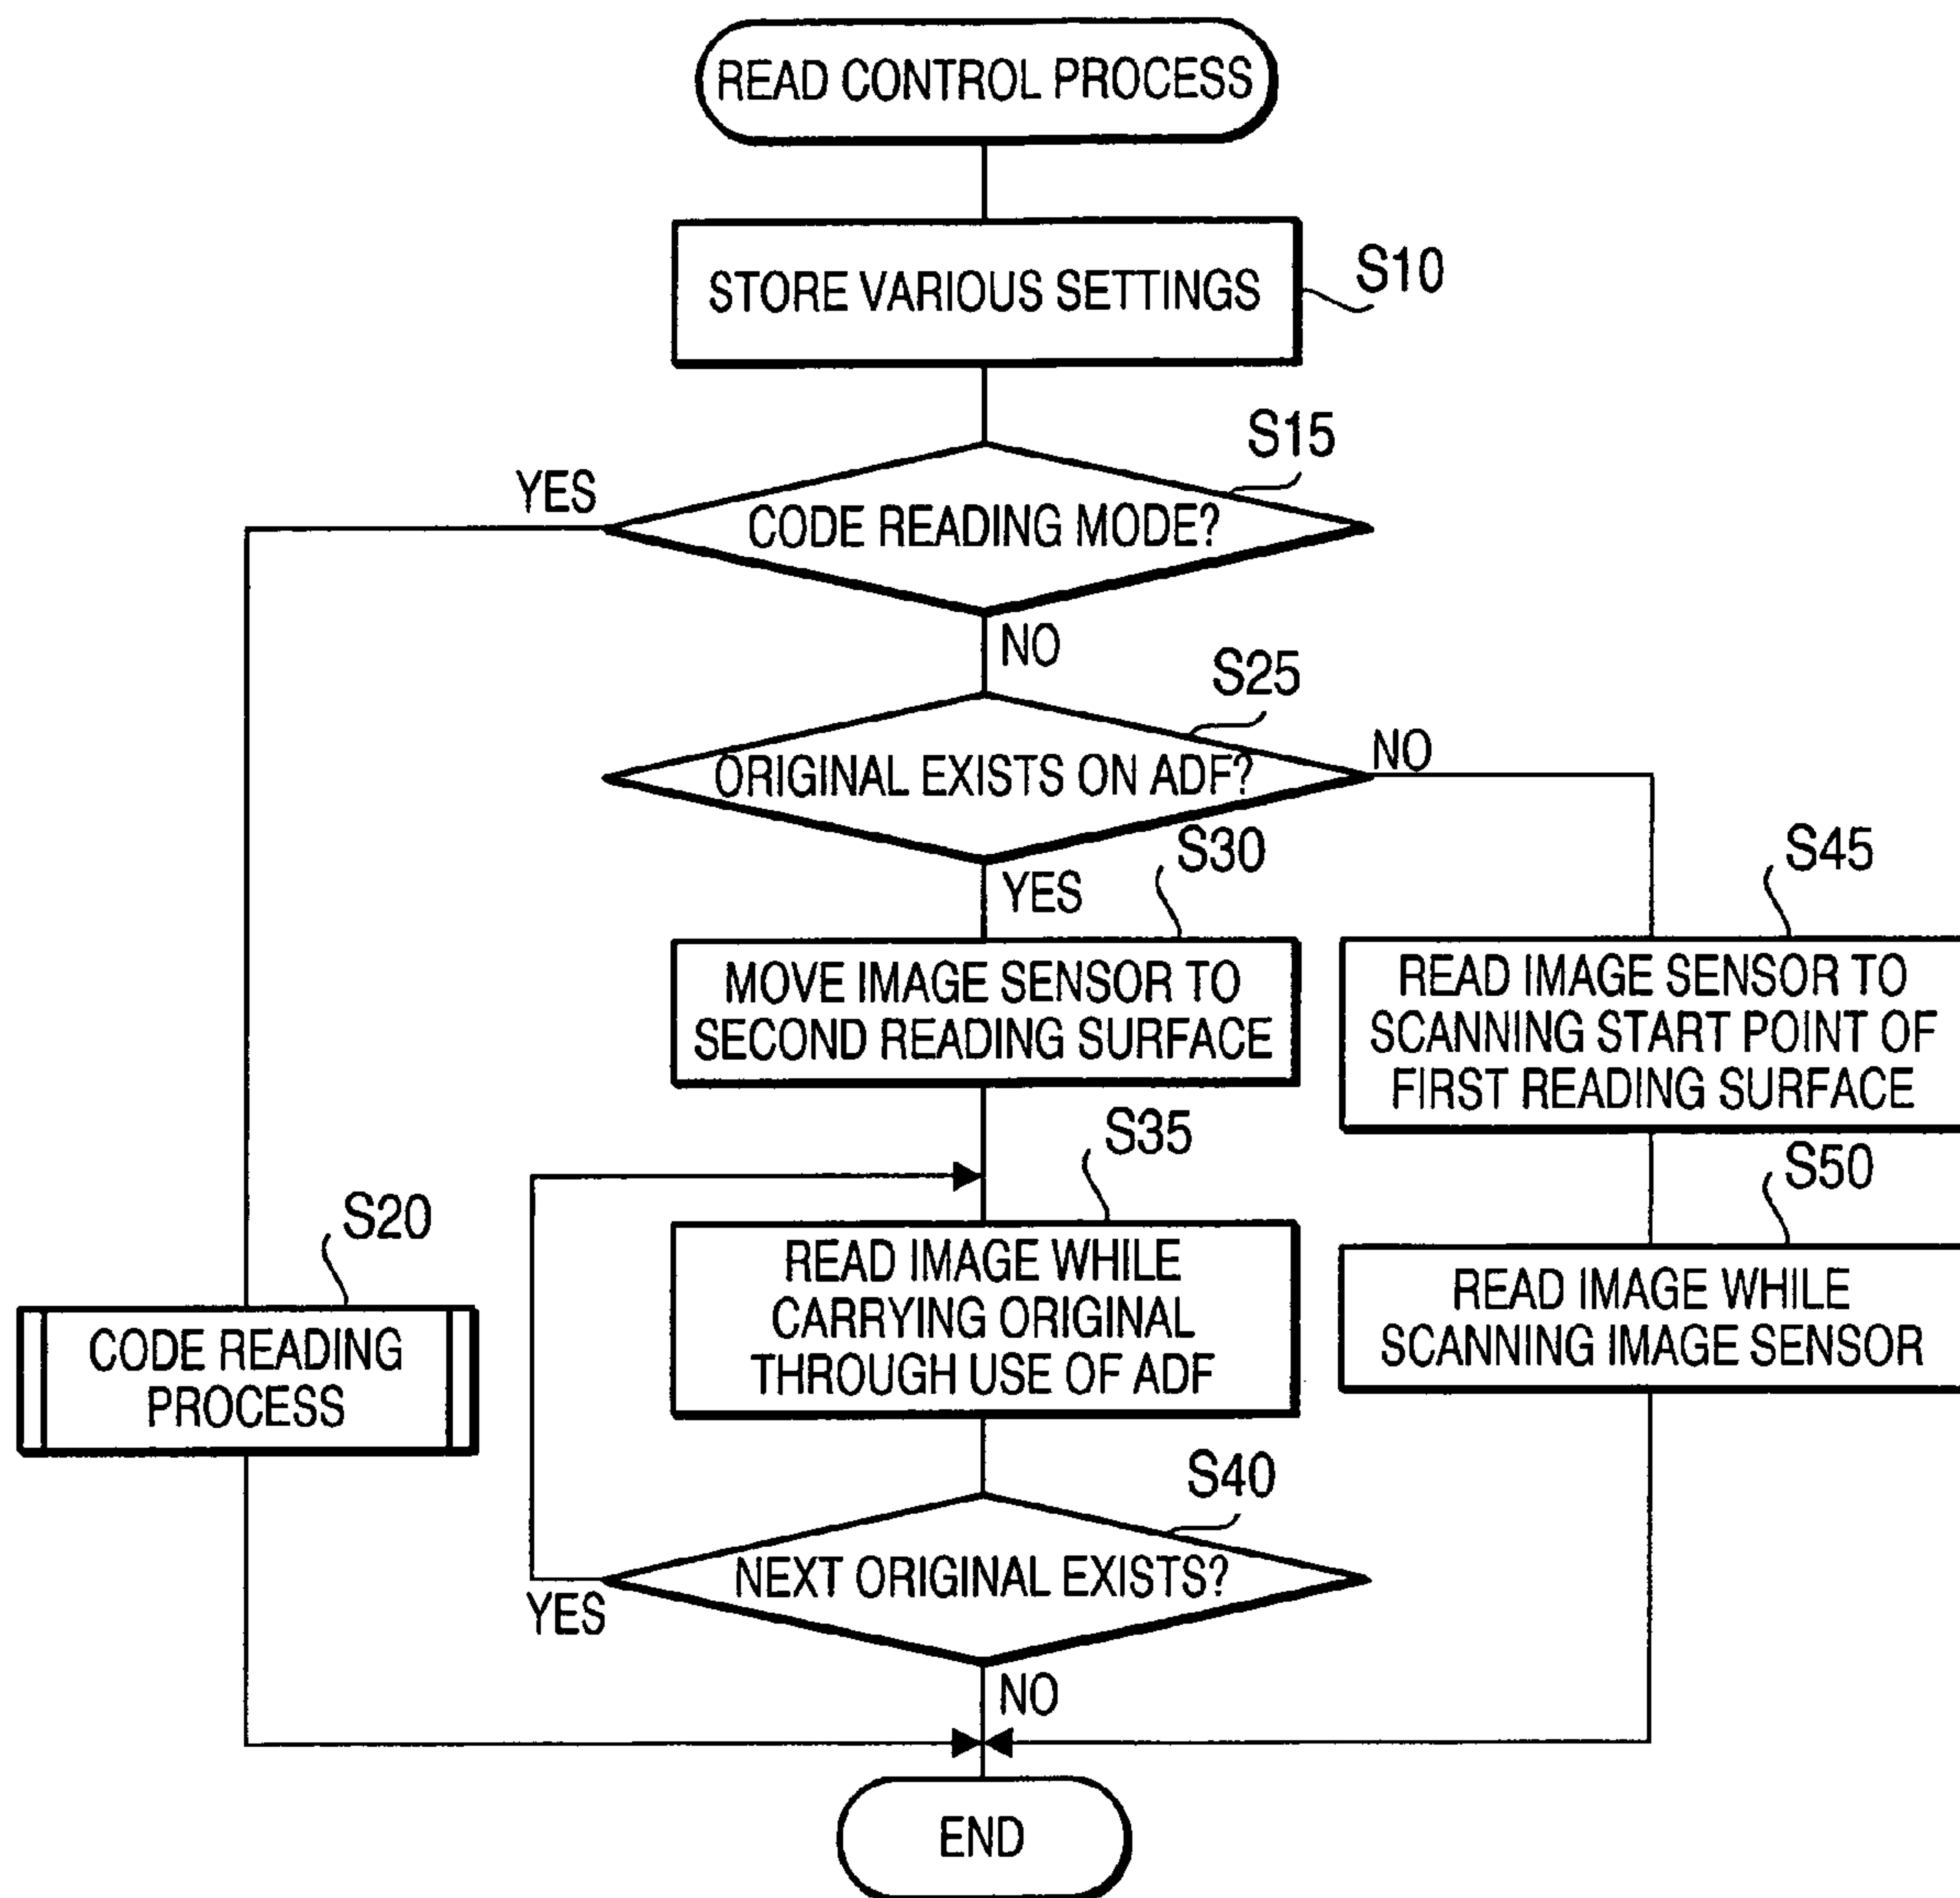 READ CONTROL PROCESS
STORE VARIOUS SETTINGS
S10
S15
YES
CODE READING MODE?
NO
S25
ORIGINAL EXISTS ON ADF?
NO
S30
YES
MOVE IMAGE SENSOR TO
SECOND READING SURFACE
S45
READ IMAGE SENSOR TO
SCANNING START POINT OF
FIRST READING SURFACE
S35
READ IMAGE WHILE
CARRYING ORIGINAL
THROUGH USE OF ADF
S50
READ IMAGE WHILE
SCANNING IMAGE SENSOR
S20
CODE READING
PROCESS
S40
NEXT ORIGINAL EXISTS?
YES
NO
END